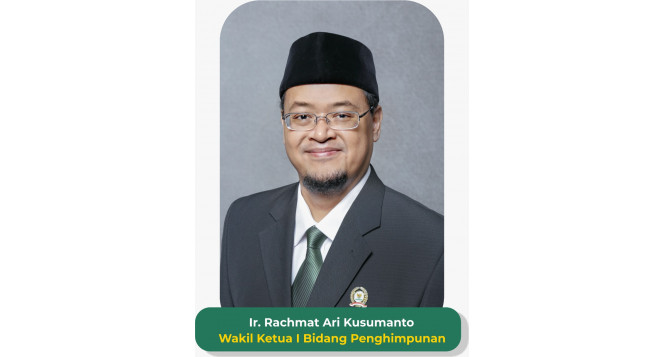 Ir. Rachmat Ari Kusumanto
Wakil Ketua I Bidang Penghimpunan